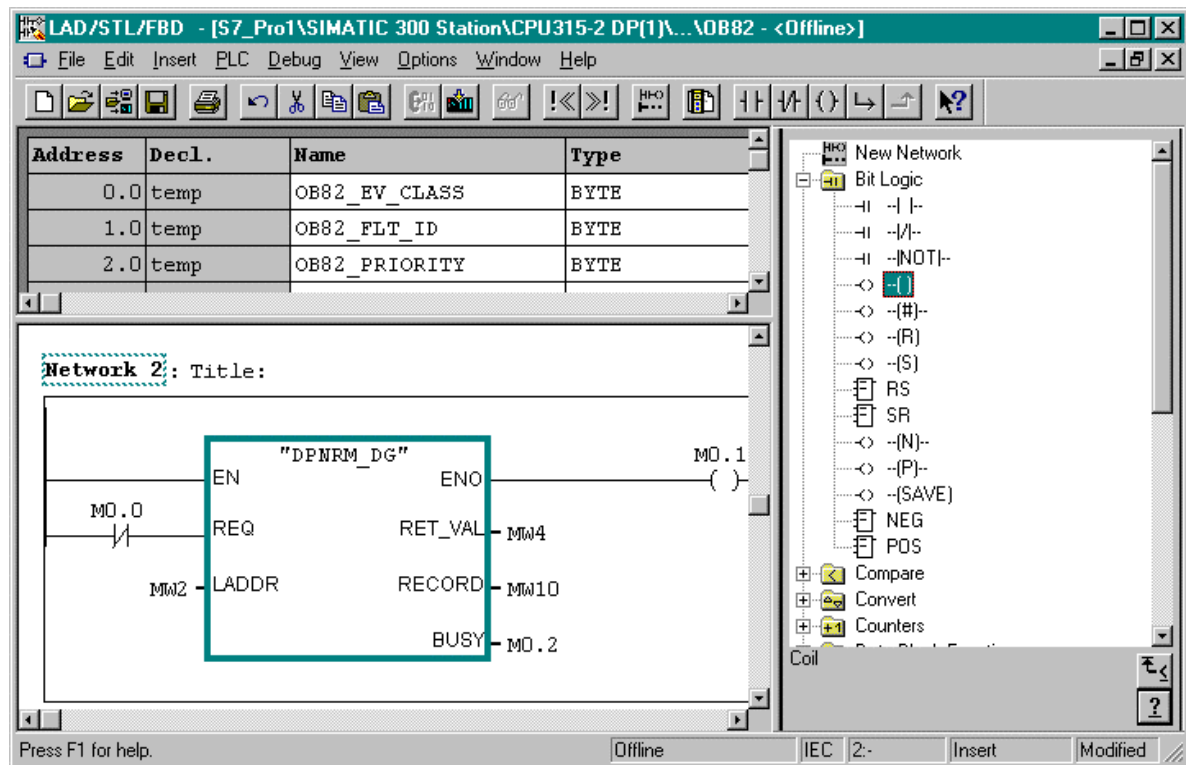 LAD/STL/FBD - [S7_Pro1\SIMATIC 300 Station\CPU315-2 DP(1)\...\OB82 - <Offline>]
File Edit Insert PLC Debug View Options Window Help
Address Decl. Name Type
0.0 temp OB82_EV_CLASS BYTE
1.0 temp OB82_FLT_ID BYTE
2.0 temp OB82_PRIORITY BYTE
Network 2: Title:
"DPNRM_DG"
M0.1
EN ENO
( )
M0.0
REQ RET_VAL MW4
MW2 LADDR RECORD MW10
BUSY M0.2
New Network
Bit Logic
--| |--
--|/|--
--|NOT|--
--( )
--(#)--
--(R)
--(S)
RS
SR
--(N)--
--(P)--
--(SAVE)
NEG
POS
Compare
Convert
Counters
Coil
Press F1 for help. Offline IEC 2:- Insert Modified